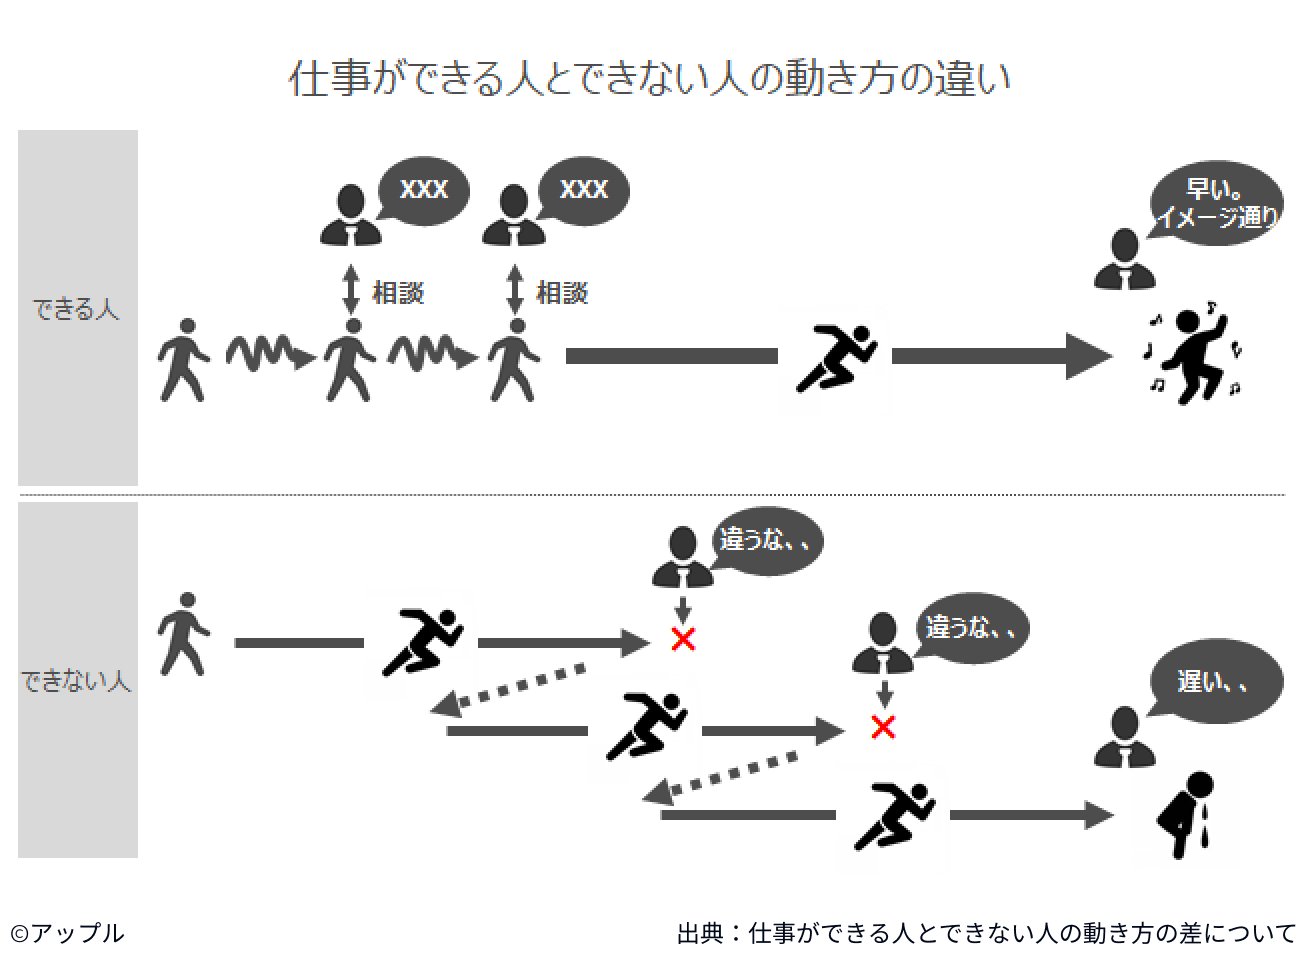 仕事ができる人とできない人の動き方の違い
XXX
XXX
早い。
イメージ通り
相談
相談
できる人
違うな、、
違うな、、
できない人
遅い、、
©アップル
出典：仕事ができる人とできない人の動き方の差について